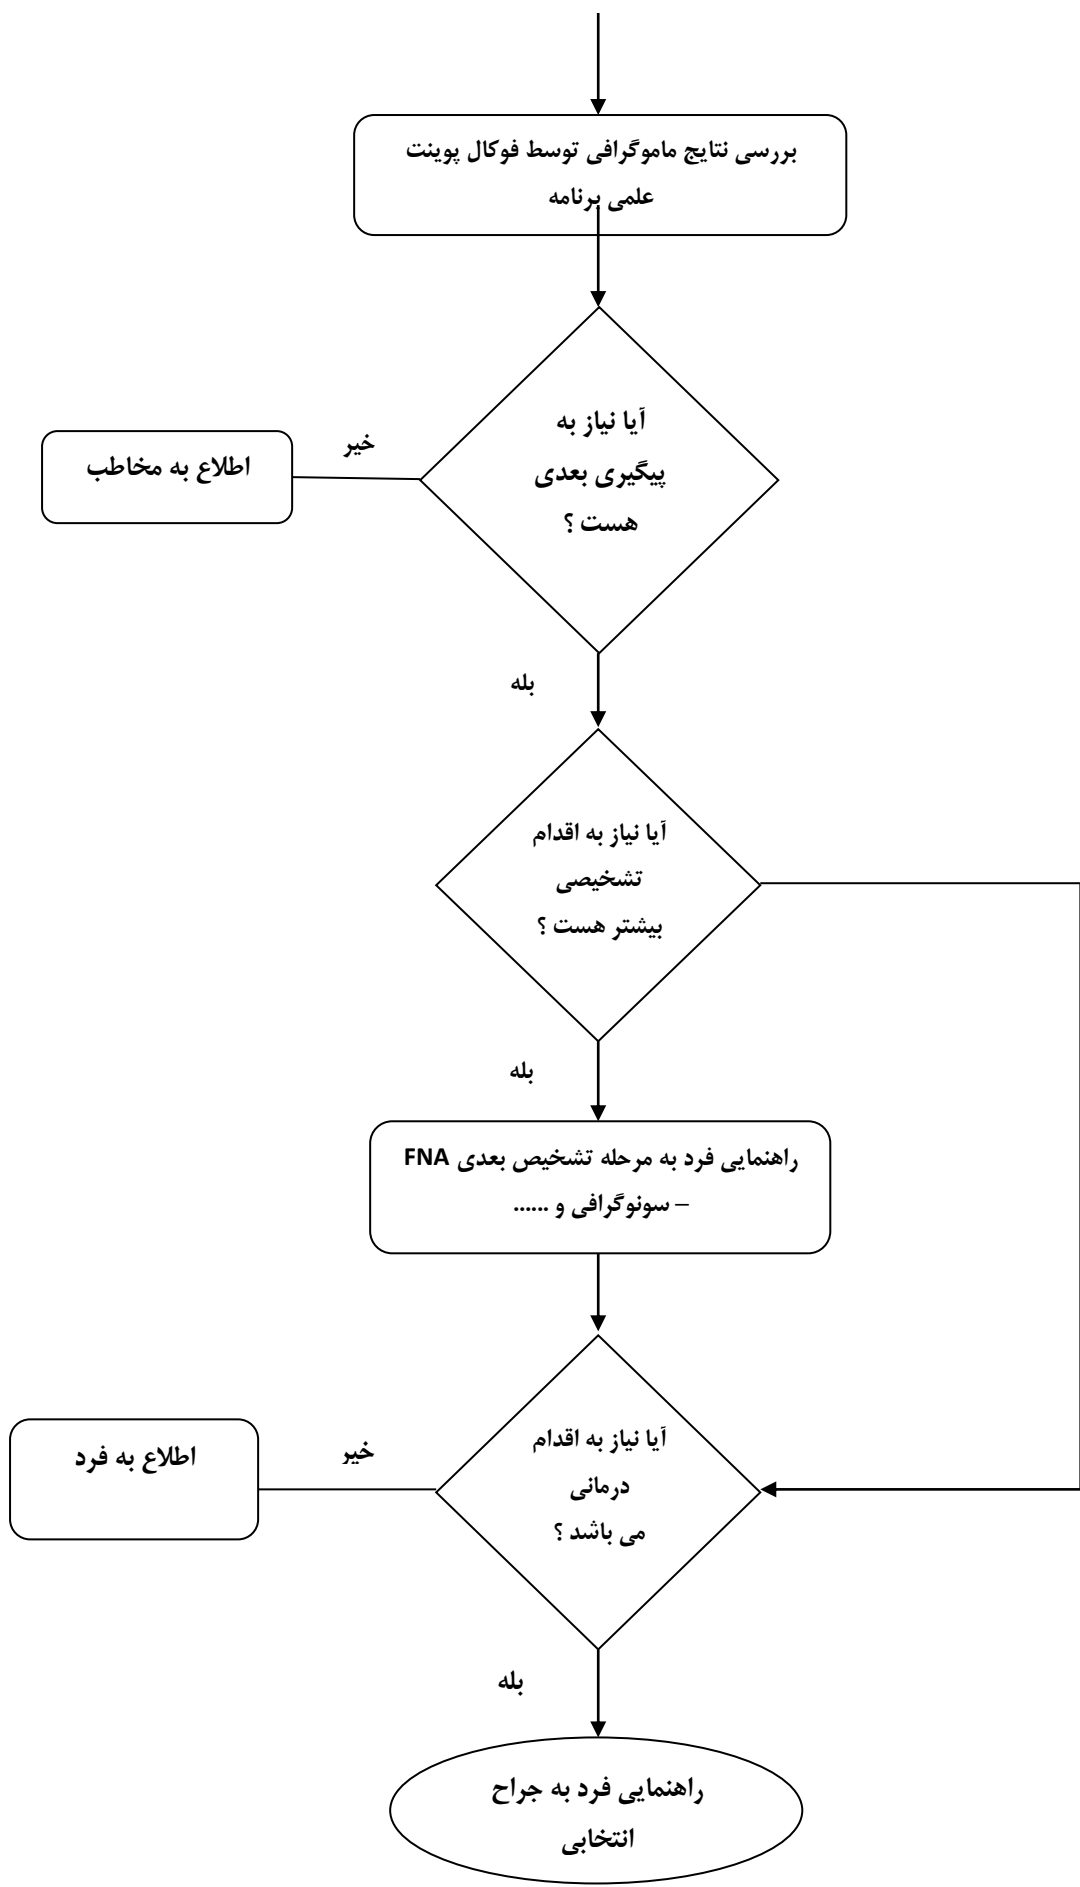 بررسی نتایج ماموگرافی توسط فوکال پوینت
علمی برنامه
آیا نیاز به
پیگیری بعدی
هست ؟
خیر
اطلاع به مخاطب
بله
آیا نیاز به اقدام
تشخیصی
بیشتر هست ؟
بله
راهنمایی فرد به مرحله تشخیص بعدی FNA
– سونوگرافی و ......
آیا نیاز به اقدام
درمانی
می باشد ؟
خیر
اطلاع به فرد
بله
راهنمایی فرد به جراح
انتخابی